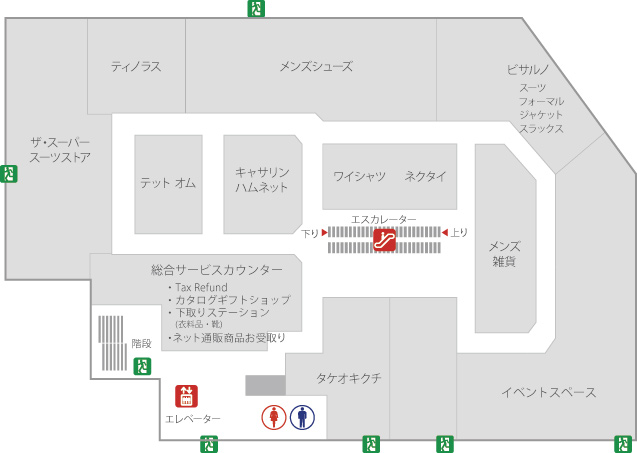 ティノラス
メンズシューズ
ビサルノ
スーツ
フォーマル
ジャケット
スラックス
ザ・スーパー
スーツストア
テット オム
キャサリン
ハムネット
ワイシャツ
ネクタイ
エスカレーター
下り
上り
メンズ
雑貨
総合サービスカウンター
・Tax Refund
・カタログギフトショップ
・下取りステーション
(衣料品・靴)
・ネット通販商品お受取り
階段
タケオキクチ
イベントスペース
エレベーター